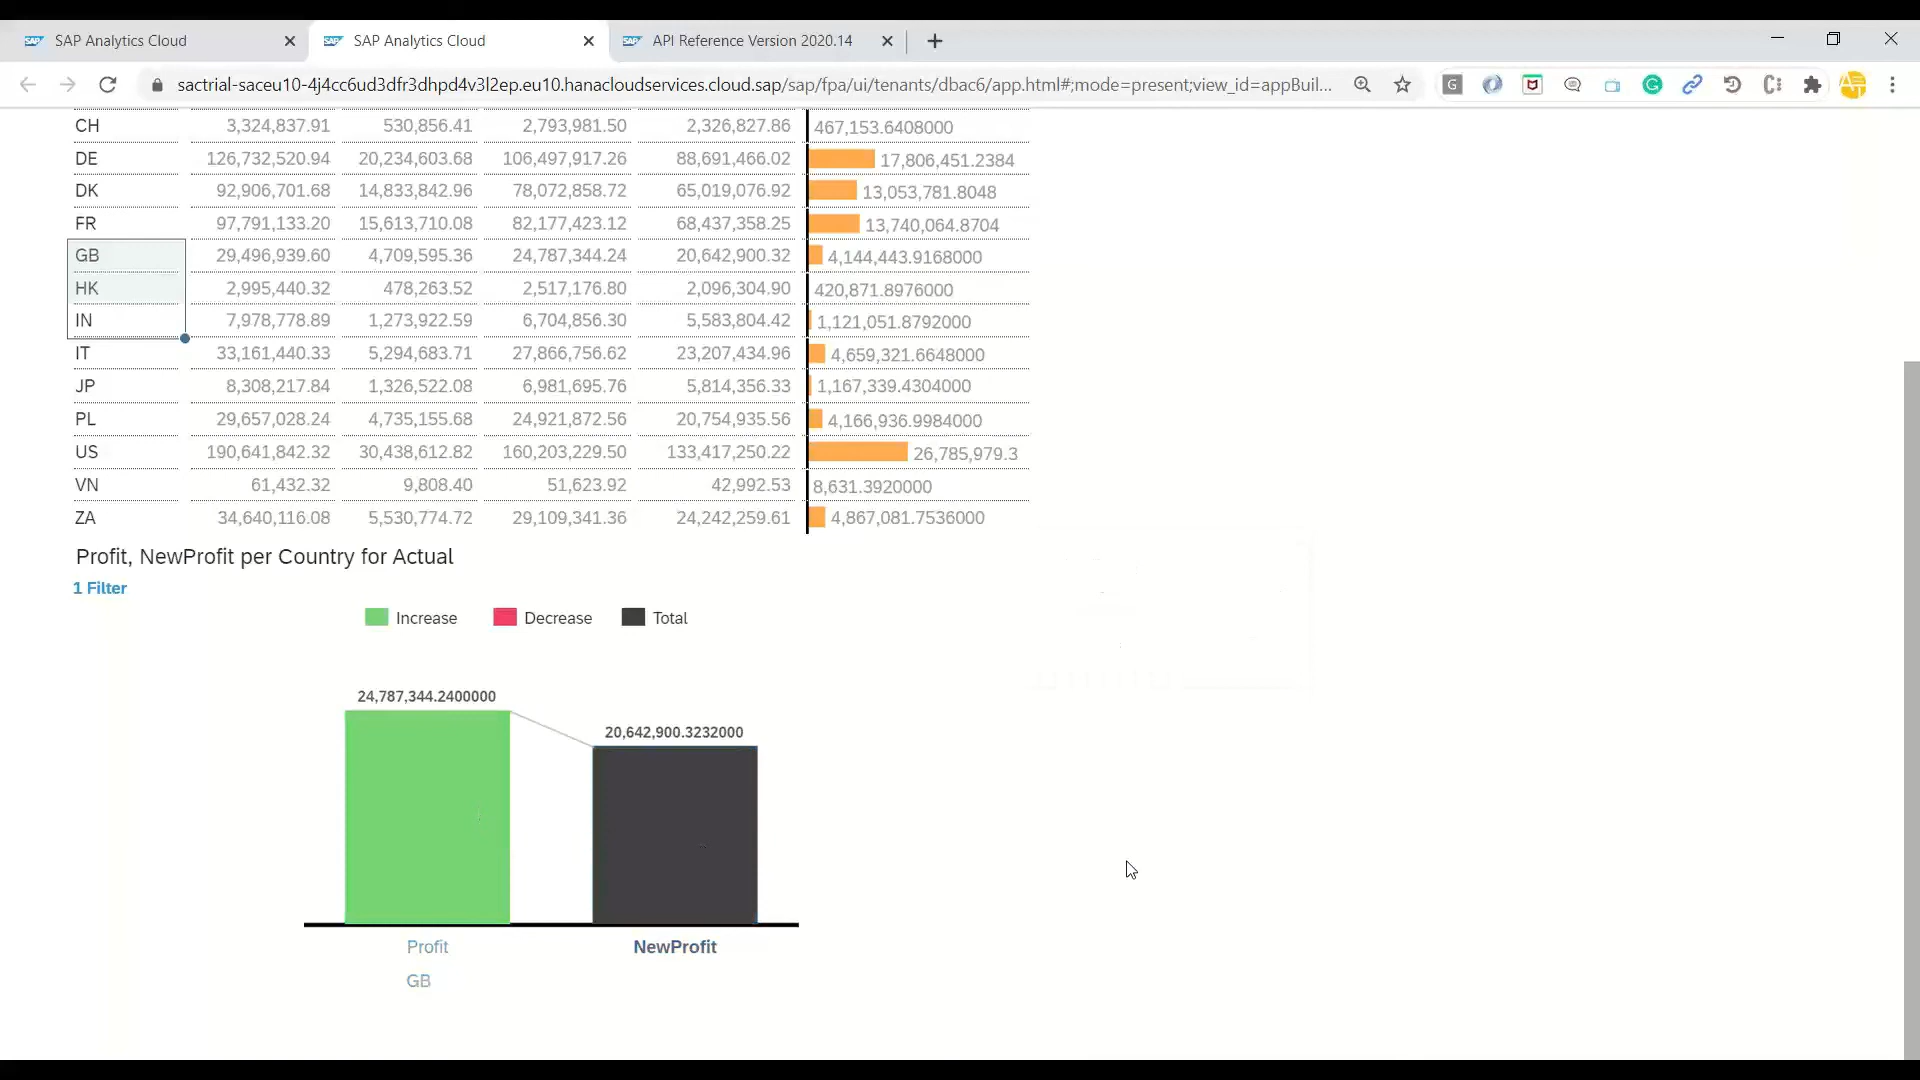 SAP SAP Analytics Cloud SAP SAP Analytics Cloud SAP API Reference Version 2020.14
sactrial-saceu10-4j4cc6ud3dfr3dhpd4v3l2ep.eu10.hanacloudservices.cloud.sap/sap/fpa/ui/tenants/dbac6/app.html#;mode=present;view_id=appBuil...
CH 3,324,837.91 530,856.41 2,793,981.50 2,326,827.86 467,153.6408000
DE 126,732,520.94 20,234,603.68 106,497,917.26 88,691,466.02 17,806,451.2384
DK 92,906,701.68 14,833,842.96 78,072,858.72 65,019,076.92 13,053,781.8048
FR 97,791,133.20 15,613,710.08 82,177,423.12 68,437,358.25 13,740,064.8704
GB 29,496,939.60 4,709,595.36 24,787,344.24 20,642,900.32 4,144,443.9168000
HK 2,995,440.32 478,263.52 2,517,176.80 2,096,304.90 420,871.8976000
IN 7,978,778.89 1,273,922.59 6,704,856.30 5,583,804.42 1,121,051.8792000
IT 33,161,440.33 5,294,683.71 27,866,756.62 23,207,434.96 4,659,321.6648000
JP 8,308,217.84 1,326,522.08 6,981,695.76 5,814,356.33 1,167,339.4304000
PL 29,657,028.24 4,735,155.68 24,921,872.56 20,754,935.56 4,166,936.9984000
US 190,641,842.32 30,438,612.82 160,203,229.50 133,417,250.22 26,785,979.3
VN 61,432.32 9,808.40 51,623.92 42,992.53 8,631.3920000
ZA 34,640,116.08 5,530,774.72 29,109,341.36 24,242,259.61 4,867,081.7536000
Profit, NewProfit per Country for Actual
1 Filter
Increase Decrease Total
24,787,344.2400000
20,642,900.3232000
Profit NewProfit
GB